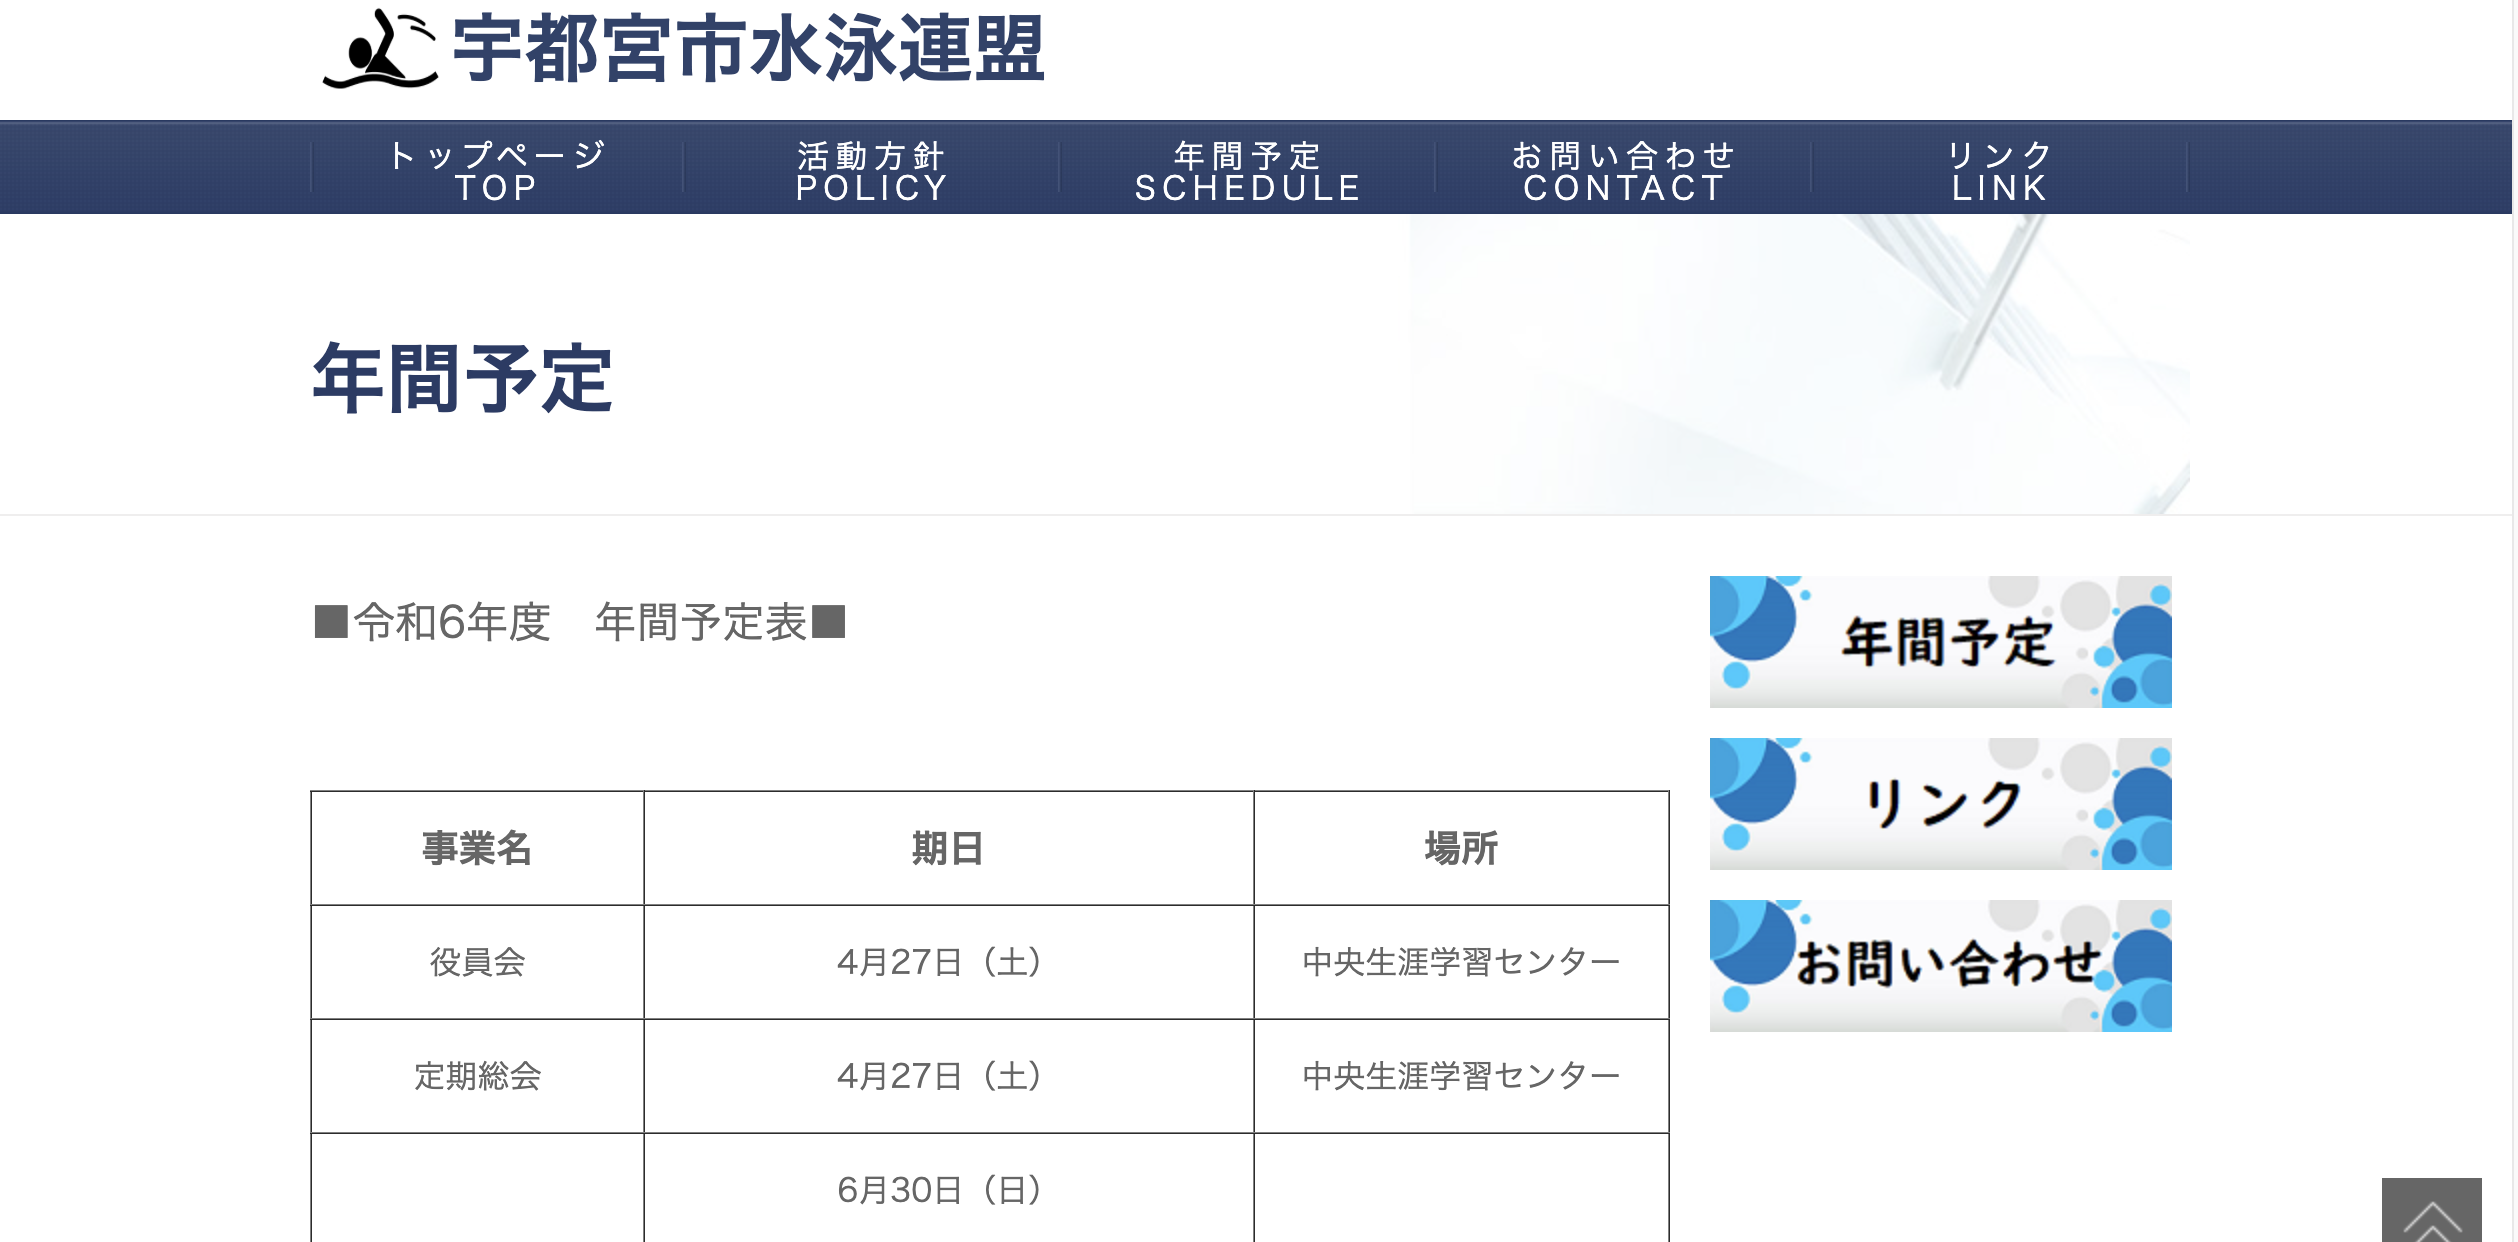 宇都宮市水泳連盟
トップページ
TOP
活動方針
POLICY
年間予定
SCHEDULE
お問い合わせ
CONTACT
リンク
LINK
年間予定
■令和6年度　年間予定表■
事業名 期日 場所
役員会 4月27日（土） 中央生涯学習センター
定期総会 4月27日（土） 中央生涯学習センター
6月30日（日）
年間予定
リンク
お問い合わせ